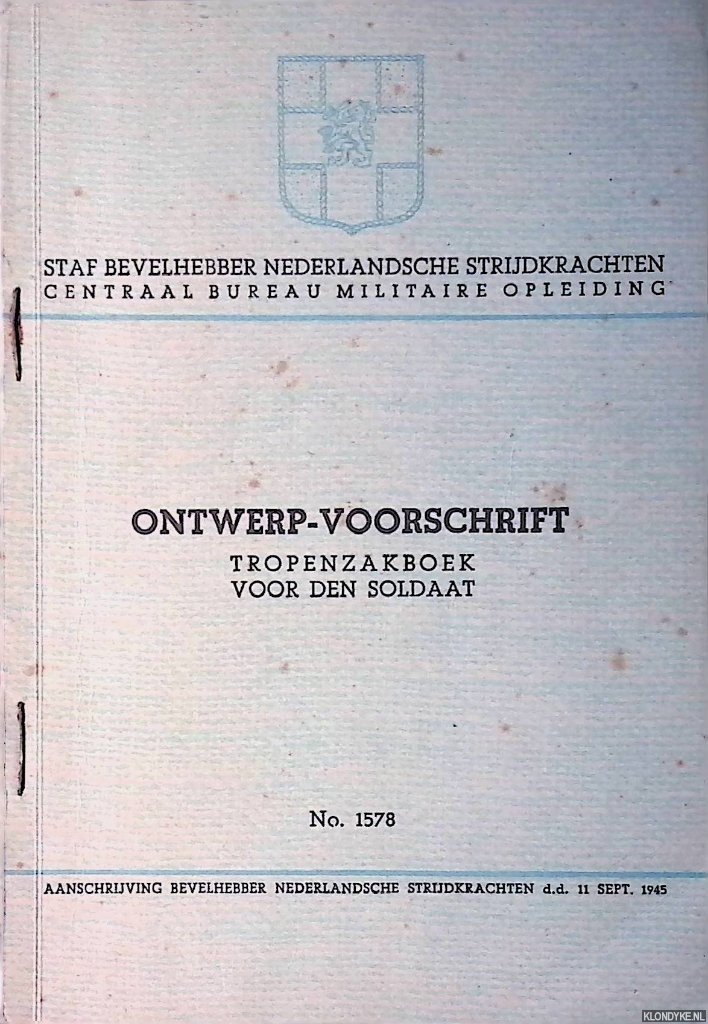 STAF BEVELHEBBER NEDERLANDSCHE STRIJDKRACHTEN
CENTRAAL BUREAU MILITAIRE OPLEIDING
ONTWERP-VOORSCHRIFT
TROPENZAKBOEK
VOOR DEN SOLDAAT
No. 1578
AANSCHRIJVING BEVELHEBBER NEDERLANDSCHE STRIJDKRACHTEN d.d. 11 SEPT. 1945
KLONDYKE.NL